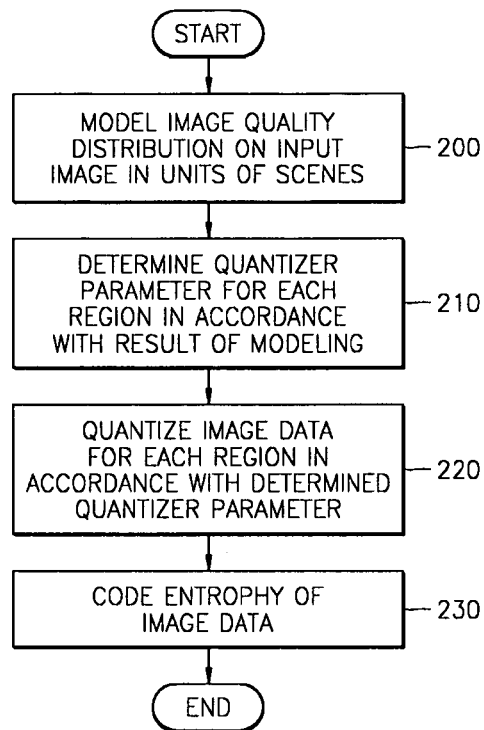 START
MODEL IMAGE QUALITY
DISTRIBUTION ON INPUT
IMAGE IN UNITS OF SCENES
200
DETERMINE QUANTIZER
PARAMETER FOR EACH
REGION IN ACCORDANCE
WITH RESULT OF MODELING
210
QUANTIZE IMAGE DATA
FOR EACH REGION IN
ACCORDANCE WITH DETERMINED
QUANTIZER PARAMETER
220
CODE ENTROPHY OF
IMAGE DATA
230
END